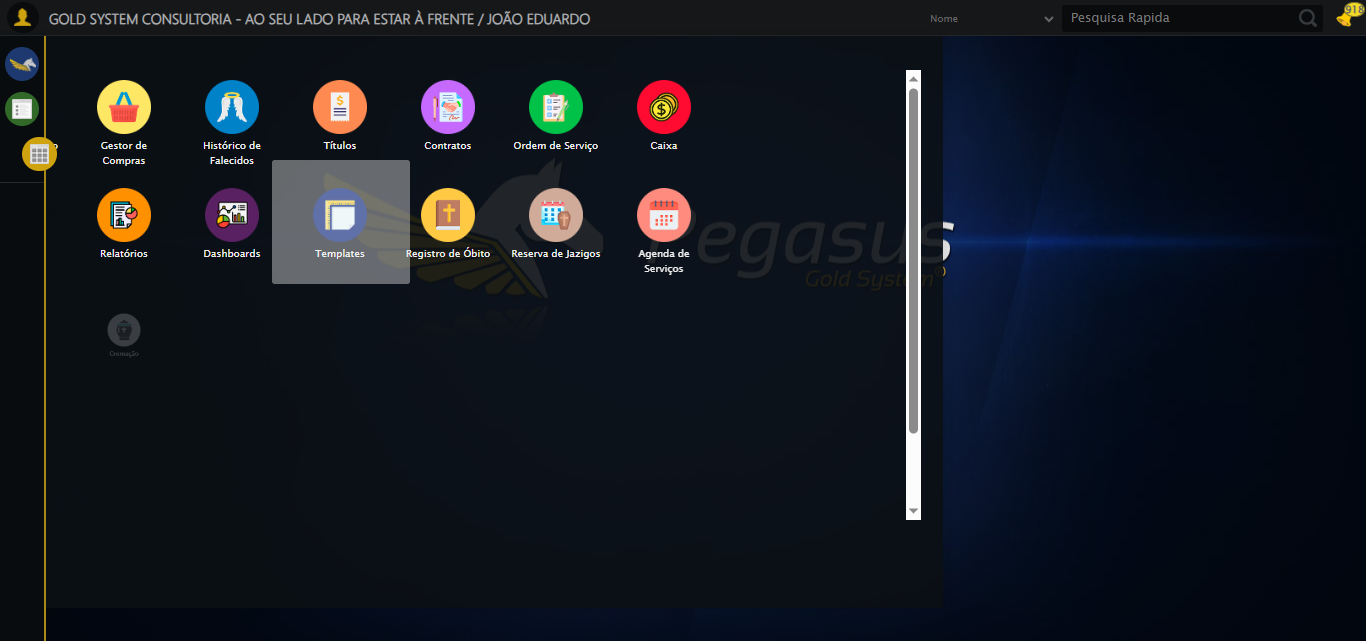 GOLD SYSTEM CONSULTORIA - AO SEU LADO PARA ESTAR À FRENTE / JOÃO EDUARDO
Nome
Pesquisa Rapida
918
Gestor de
Compras
Histórico de
Falecidos
Títulos
Contratos
Ordem de Serviço
Caixa
Relatórios
Dashboards
Templates
Registro de Óbito
Reserva de Jazigos
Agenda de
Serviços
Pegasus
Gold System®
Cremação